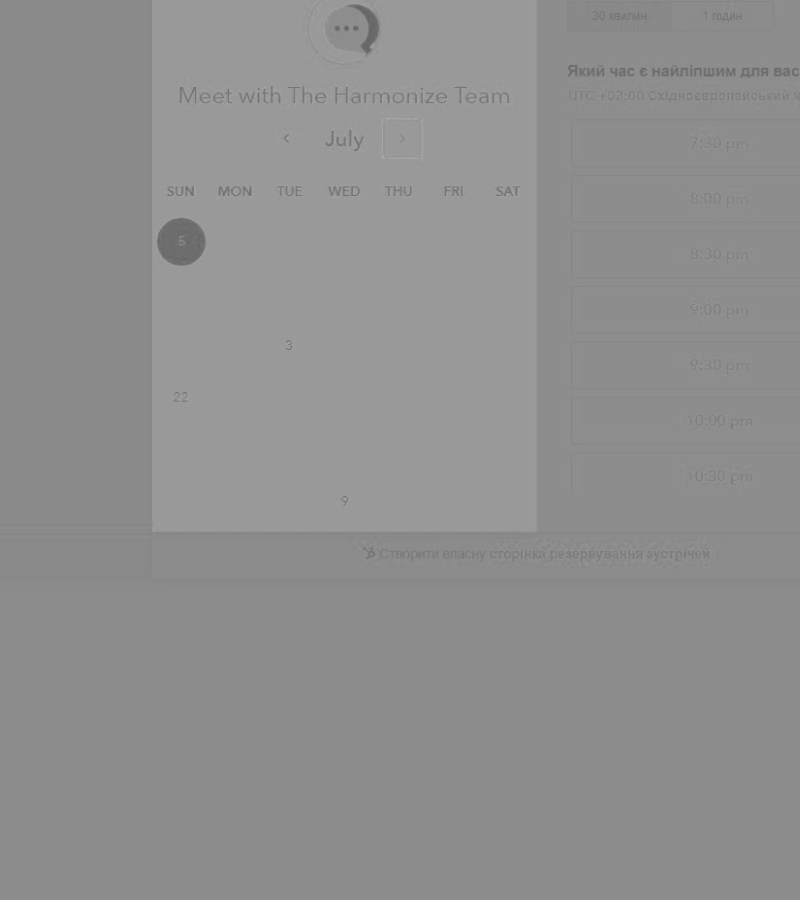 Meet with The Harmonize Team
July
SUN MON TUE WED THU FRI SAT
5
3
22
9
30 хвилин
1 годин
Який час є найліпшим для вас
UTC +03:00 Східноєвропейський ч
7:30 pm
8:00 pm
8:30 pm
9:00 pm
9:30 pm
10:00 pm
10:30 pm
Створити власну сторінка резервування зустрічей